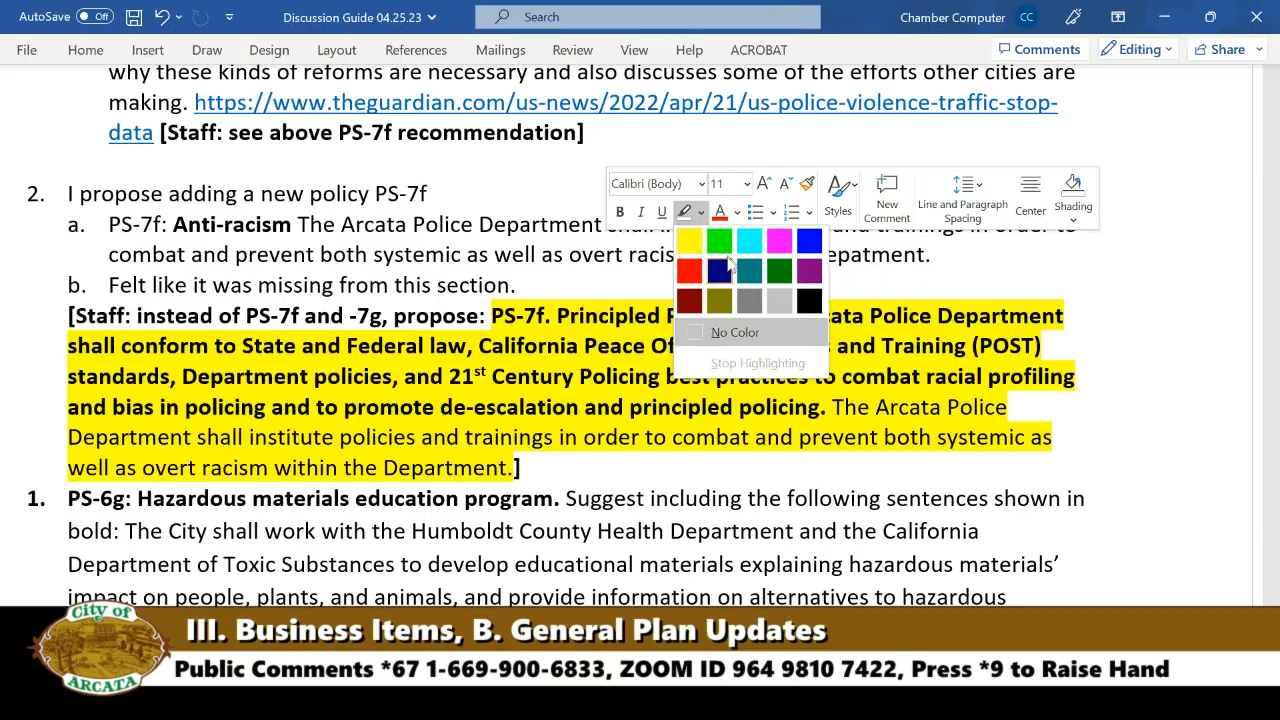 AutoSave Off Discussion Guide 04.25.23 Search Chamber Computer CC
File Home Insert Draw Design Layout References Mailings Review View Help ACROBAT Comments Editing Share
why these kinds of reforms are necessary and also discusses some of the efforts other cities are
making. https://www.theguardian.com/us-news/2022/apr/21/us-police-violence-traffic-stop-
data [Staff: see above PS-7f recommendation]
Calibri (Body) 11
Styles New Comment Line and Paragraph Spacing Center Shading
2. I propose adding a new policy PS-7f
a. PS-7f: Anti-racism The Arcata Police Department shall and trainings in order to
combat and prevent both systemic as well as overt racis epatment.
b. Felt like it was missing from this section.
[Staff: instead of PS-7f and -7g, propose: PS-7f. Principled ata Police Department
No Color
shall conform to State and Federal law, California Peace Of s and Training (POST)
Stop Highlighting
standards, Department policies, and 21st Century Policing best practices to combat racial profiling
and bias in policing and to promote de-escalation and principled policing. The Arcata Police
Department shall institute policies and trainings in order to combat and prevent both systemic as
well as overt racism within the Department.]
1. PS-6g: Hazardous materials education program. Suggest including the following sentences shown in
bold: The City shall work with the Humboldt County Health Department and the California
Department of Toxic Substances to develop educational materials explaining hazardous materials’
impact on people, plants, and animals, and provide information on alternatives to hazardous
City of
ARCATA
III. Business Items, B. General Plan Updates
Public Comments *67 1-669-900-6833, ZOOM ID 964 9810 7422, Press *9 to Raise Hand